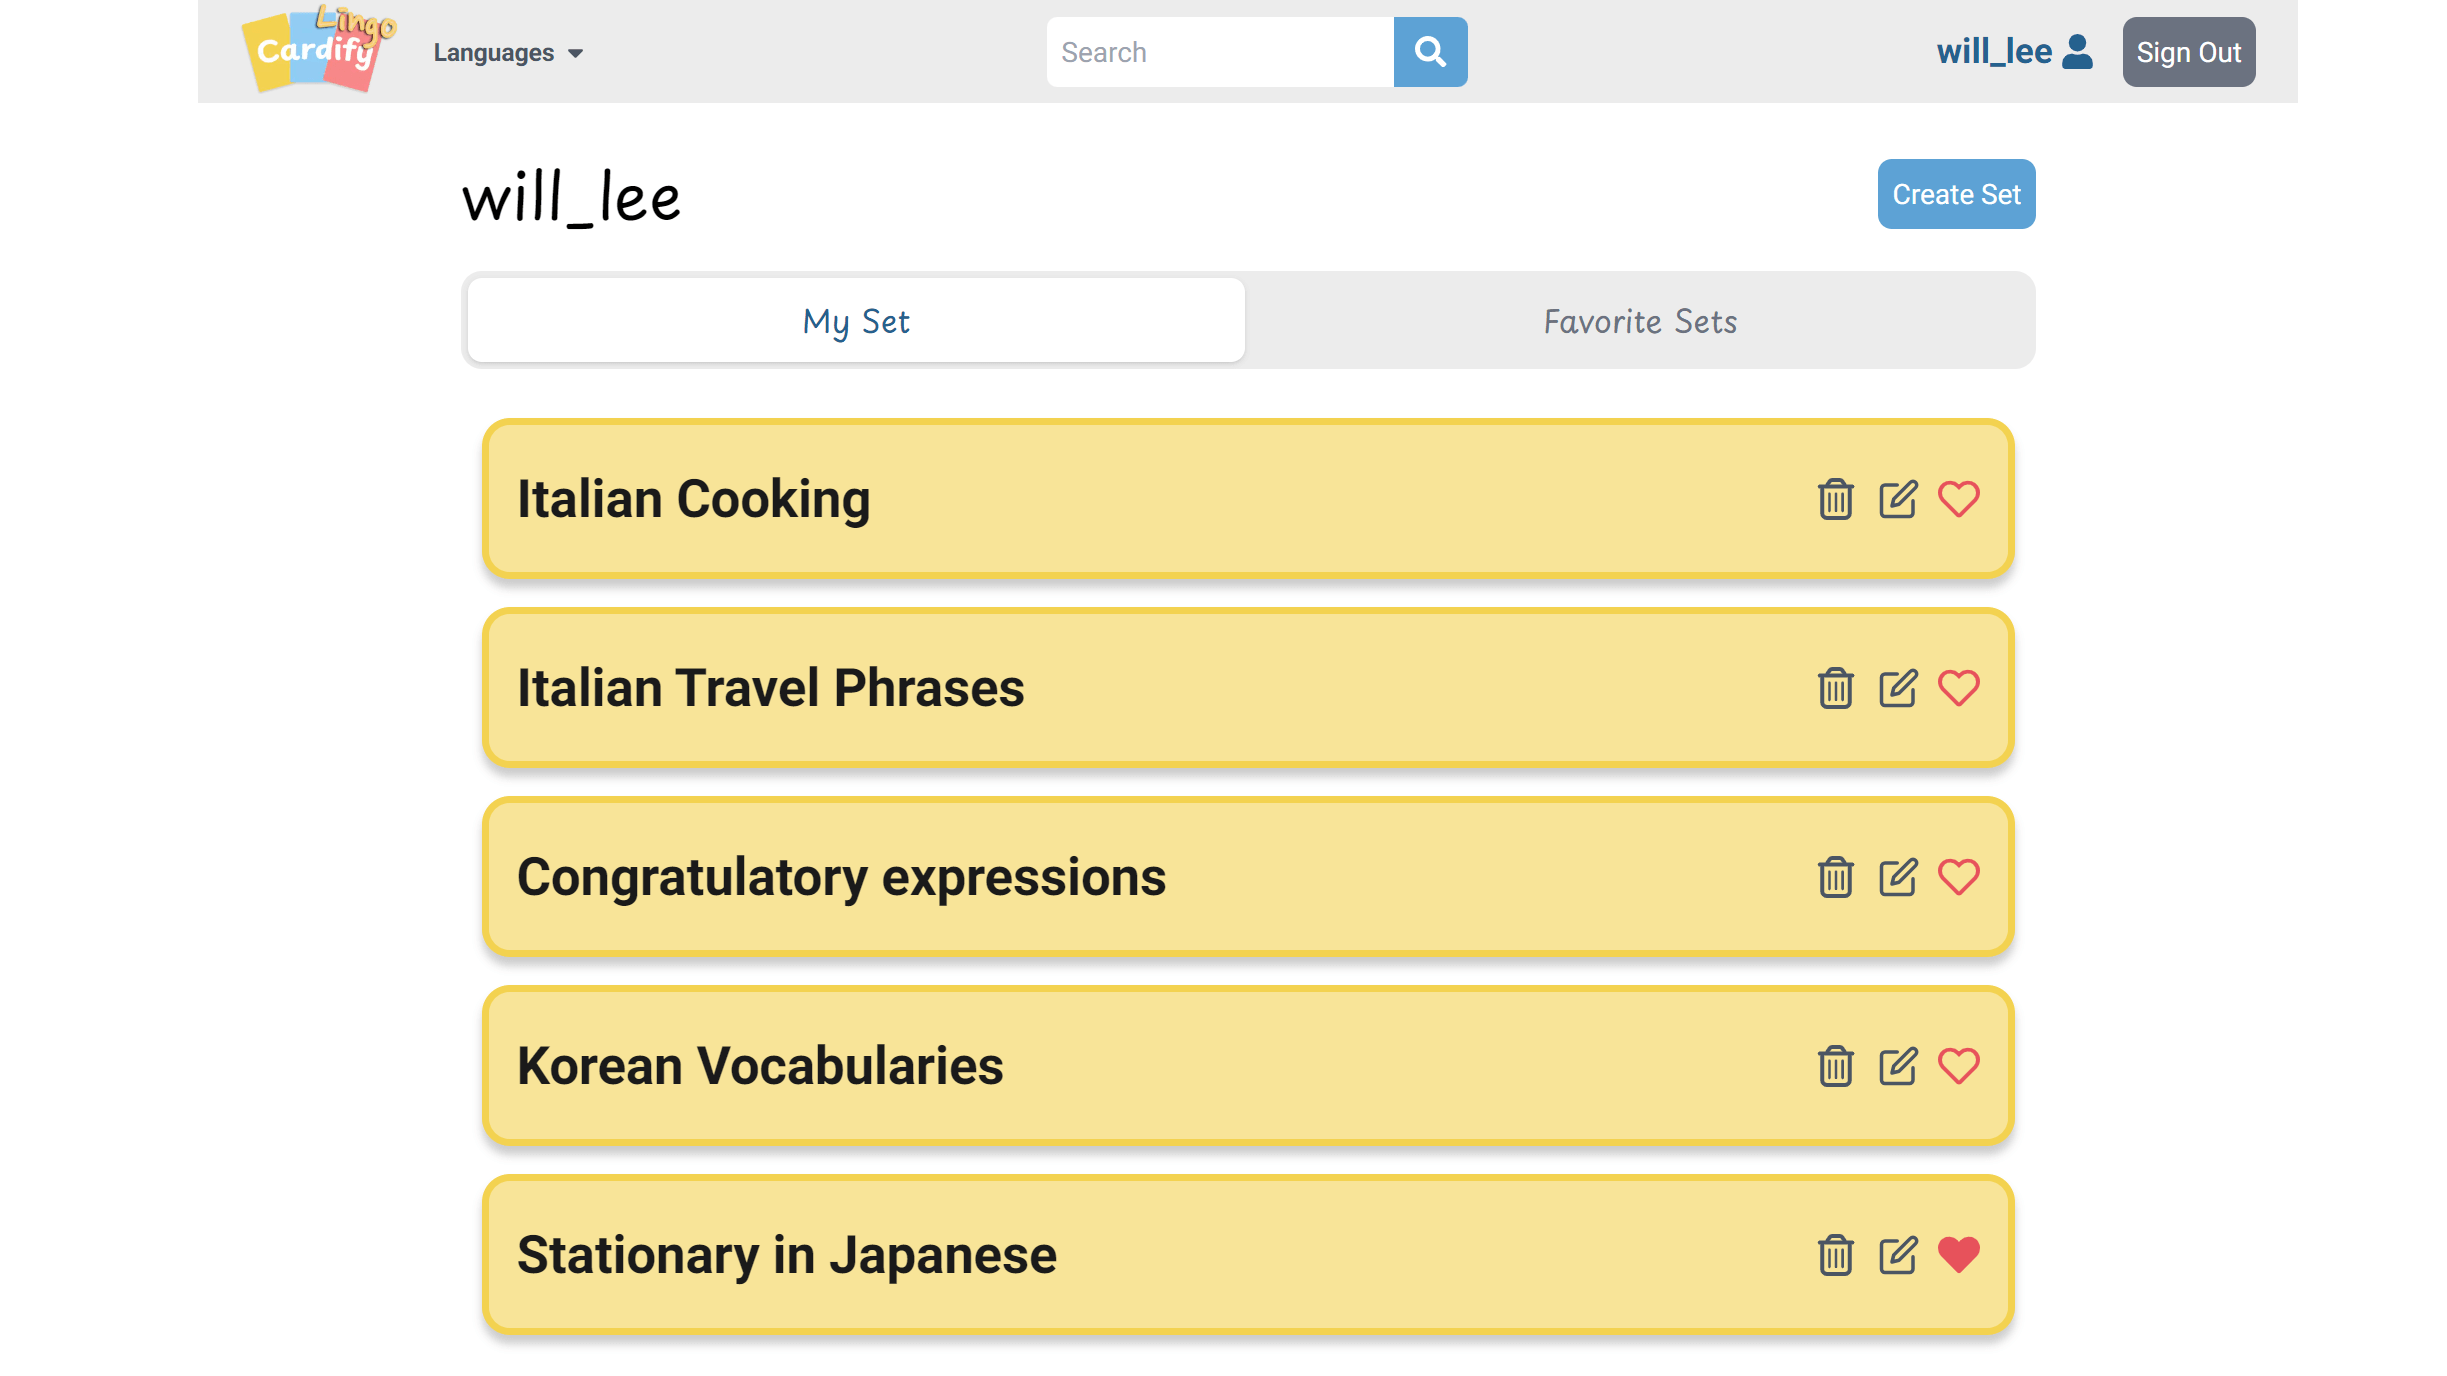 Lingo
Cardify
Languages
Search
will_lee
Sign Out
will_lee
Create Set
My Set
Favorite Sets
Italian Cooking
Italian Travel Phrases
Congratulatory expressions
Korean Vocabularies
Stationary in Japanese